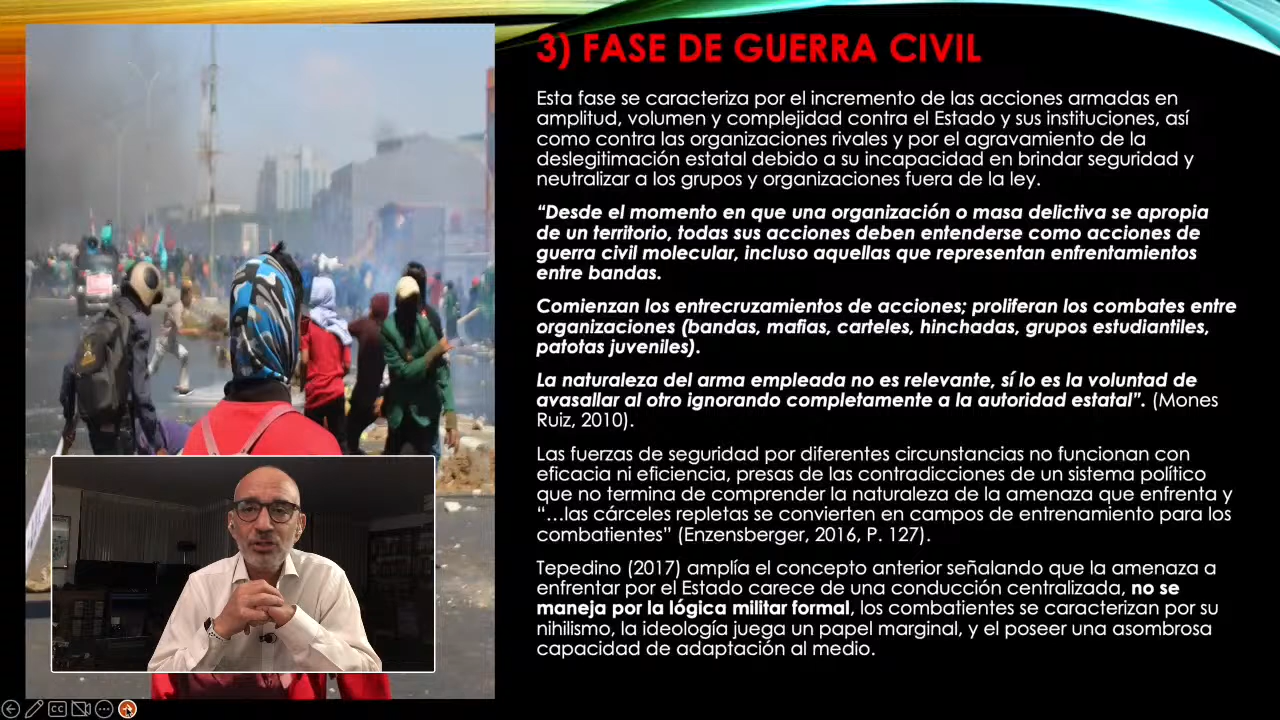 3) FASE DE GUERRA CIVIL
Esta fase se caracteriza por el incremento de las acciones armadas en
amplitud, volumen y complejidad contra el Estado y sus instituciones, así
como contra las organizaciones rivales y por el agravamiento de la
deslegitimación estatal debido a su incapacidad en brindar seguridad y
neutralizar a los grupos y organizaciones fuera de la ley.
“Desde el momento en que una organización o masa delictiva se apropia
de un territorio, todas sus acciones deben entenderse como acciones de
guerra civil molecular, incluso aquellas que representan enfrentamientos
entre bandas.
Comienzan los entrecruzamientos de acciones; proliferan los combates entre
organizaciones (bandas, mafias, carteles, hinchadas, grupos estudiantiles,
patotas juveniles).
La naturaleza del arma empleada no es relevante, sí lo es la voluntad de
avasallar al otro ignorando completamente a la autoridad estatal”. (Mones
Ruiz, 2010).
Las fuerzas de seguridad por diferentes circunstancias no funcionan con
eficacia ni eficiencia, presas de las contradicciones de un sistema político
que no termina de comprender la naturaleza de la amenaza que enfrenta y
“…las cárceles repletas se convierten en campos de entrenamiento para los
combatientes” (Enzensberger, 2016, P. 127).
Tepedino (2017) amplía el concepto anterior señalando que la amenaza a
enfrentar por el Estado carece de una conducción centralizada, no se
maneja por la lógica militar formal, los combatientes se caracterizan por su
nihilismo, la ideología juega un papel marginal, y el poseer una asombrosa
capacidad de adaptación al medio.
CC